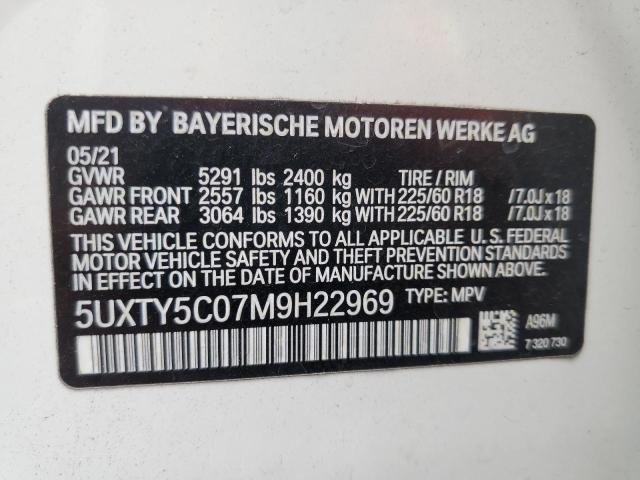 MFD BY BAYERISCHE MOTOREN WERKE AG
05/21
GVWR 5291 lbs 2400 kg TIRE / RIM
GAWR FRONT 2557 lbs 1160 kg WITH 225/60 R18 / 7.0J x 18
GAWR REAR 3064 lbs 1390 kg WITH 225/60 R18 / 7.0J x 18
THIS VEHICLE CONFORMS TO ALL APPLICABLE U. S. FEDERAL
MOTOR VEHICLE SAFETY AND THEFT PREVENTION STANDARDS
IN EFFECT ON THE DATE OF MANUFACTURE SHOWN ABOVE.
5UXTY5C07M9H22969 TYPE: MPV
A96M
7 320 730